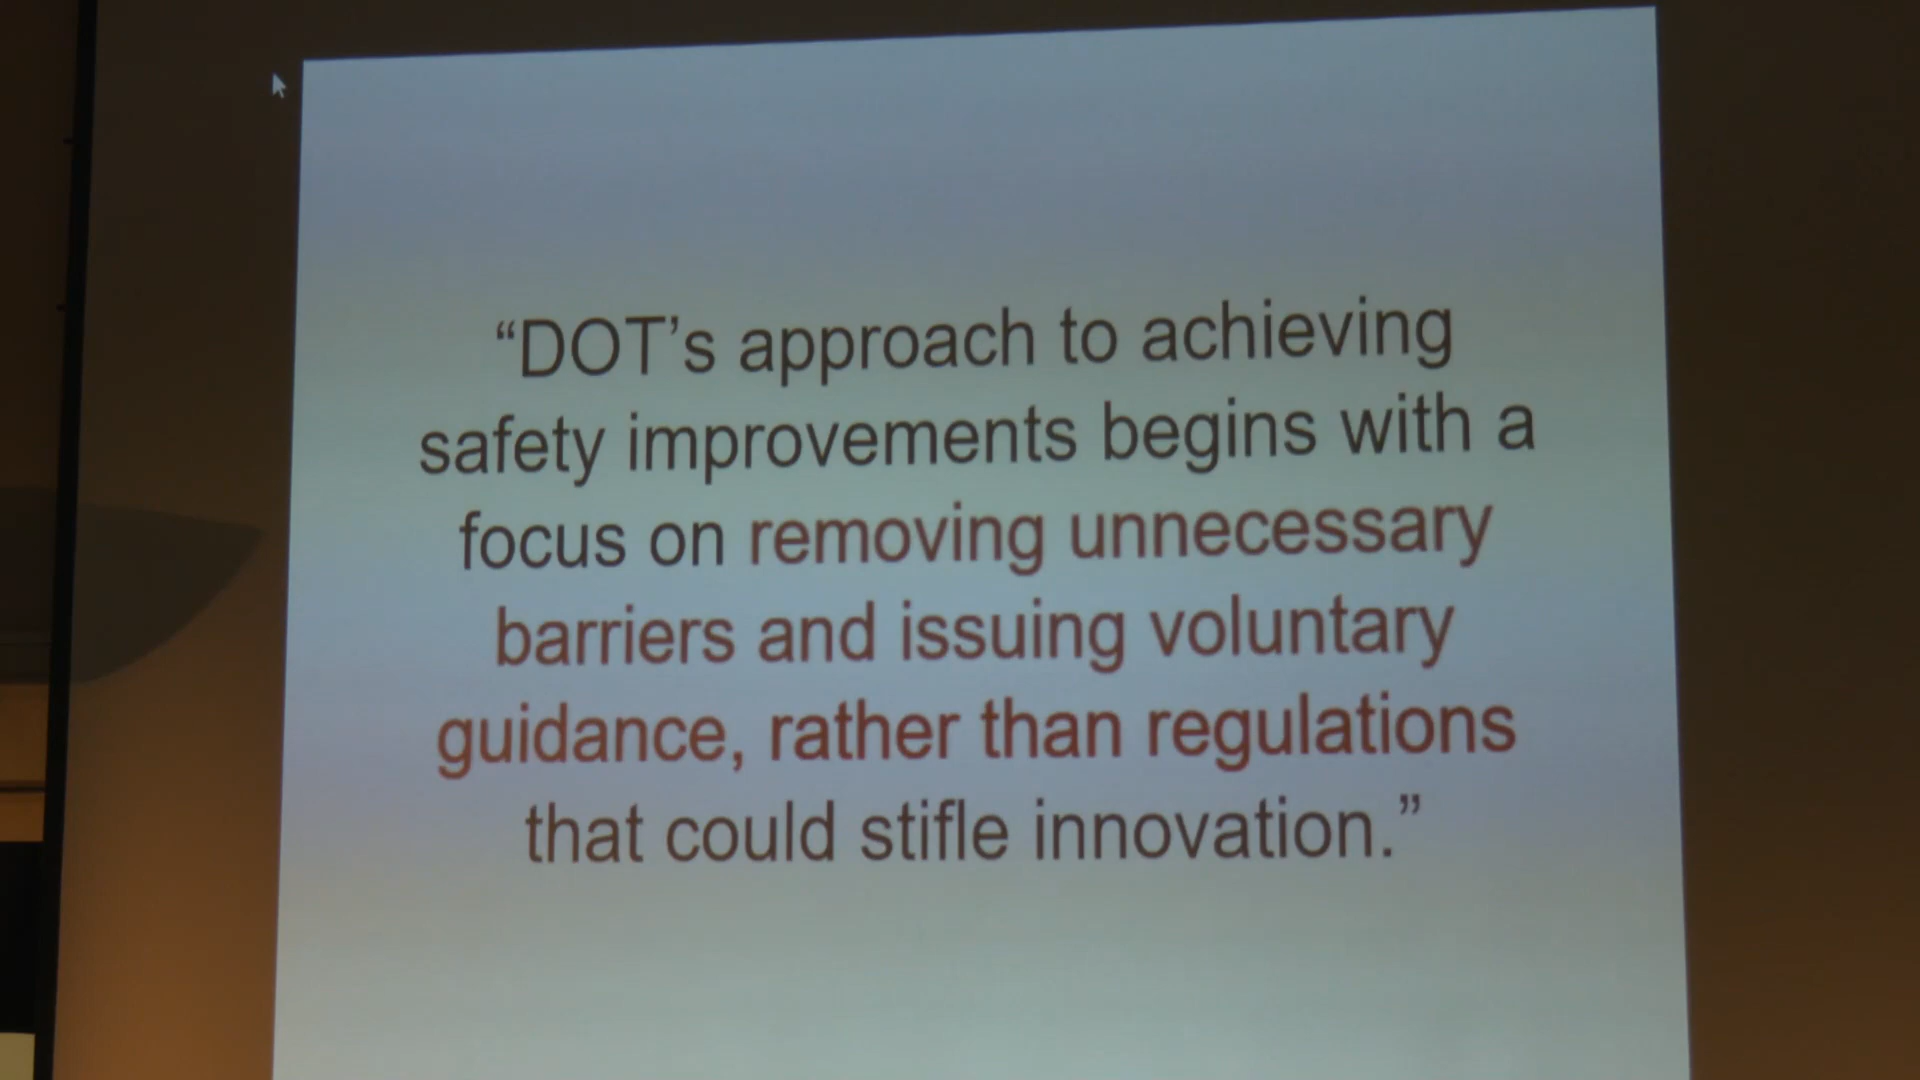 “DOT’s approach to achieving
safety improvements begins with a
focus on removing unnecessary
barriers and issuing voluntary
guidance, rather than regulations
that could stifle innovation.”